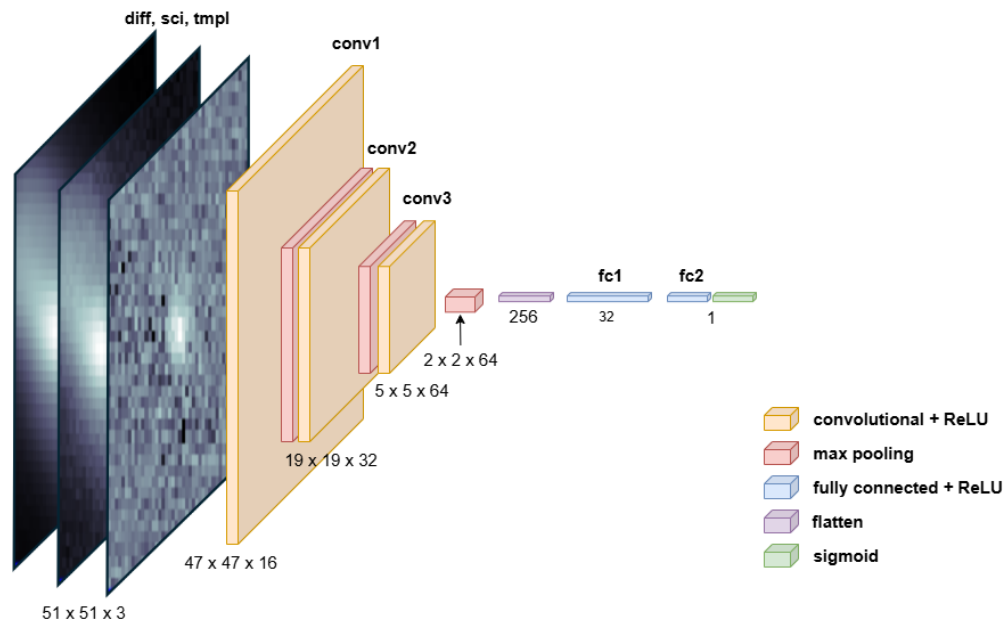 diff, sci, tmpl
conv1
conv2
conv3
fc1
fc2
256
32
1
2 x 2 x 64
5 x 5 x 64
19 x 19 x 32
47 x 47 x 16
51 x 51 x 3
convolutional + ReLU
max pooling
fully connected + ReLU
flatten
sigmoid